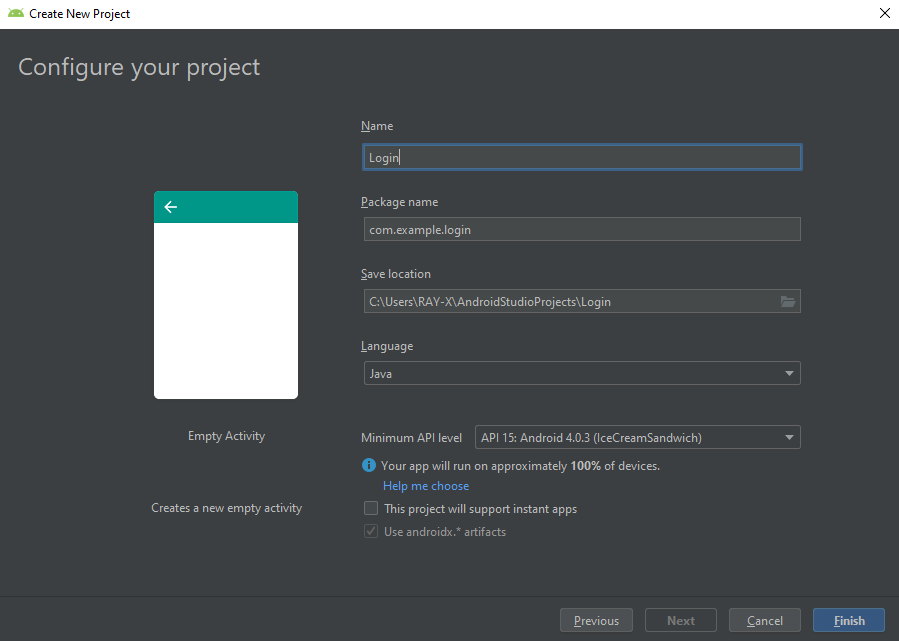 Create New Project
Configure your project
Name
Login
Package name
com.example.login
Save location
C:\Users\RAY-X\AndroidStudioProjects\Login
Language
Java
Empty Activity
Minimum API level API 15: Android 4.0.3 (IceCreamSandwich)
Your app will run on approximately 100% of devices.
Help me choose
Creates a new empty activity
This project will support instant apps
Use androidx.* artifacts
Previous Next Cancel Finish